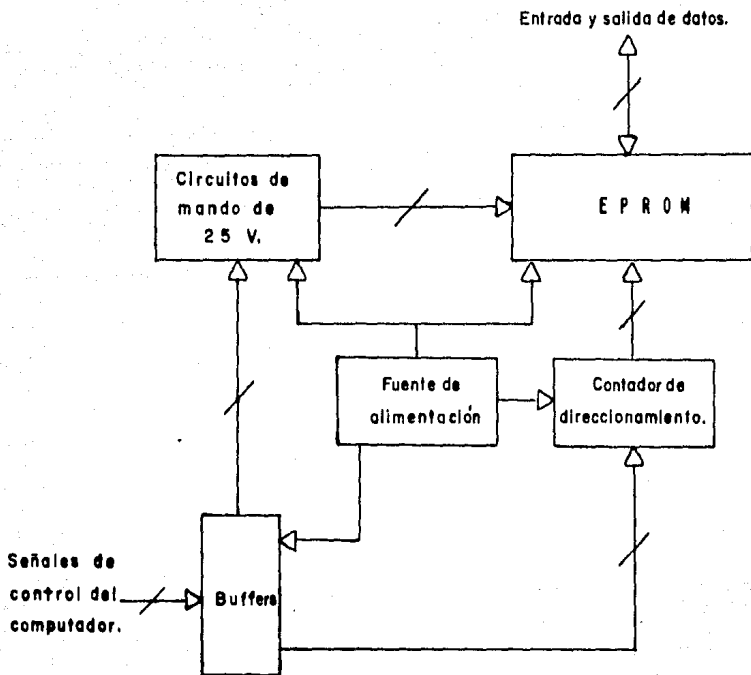 Entrada y salida de datos.
Circuitos de
mando de
25 V.
EPROM
Fuente de
alimentación
Contador de
direccionamiento.
Señales de
control del
computador.
Buffers